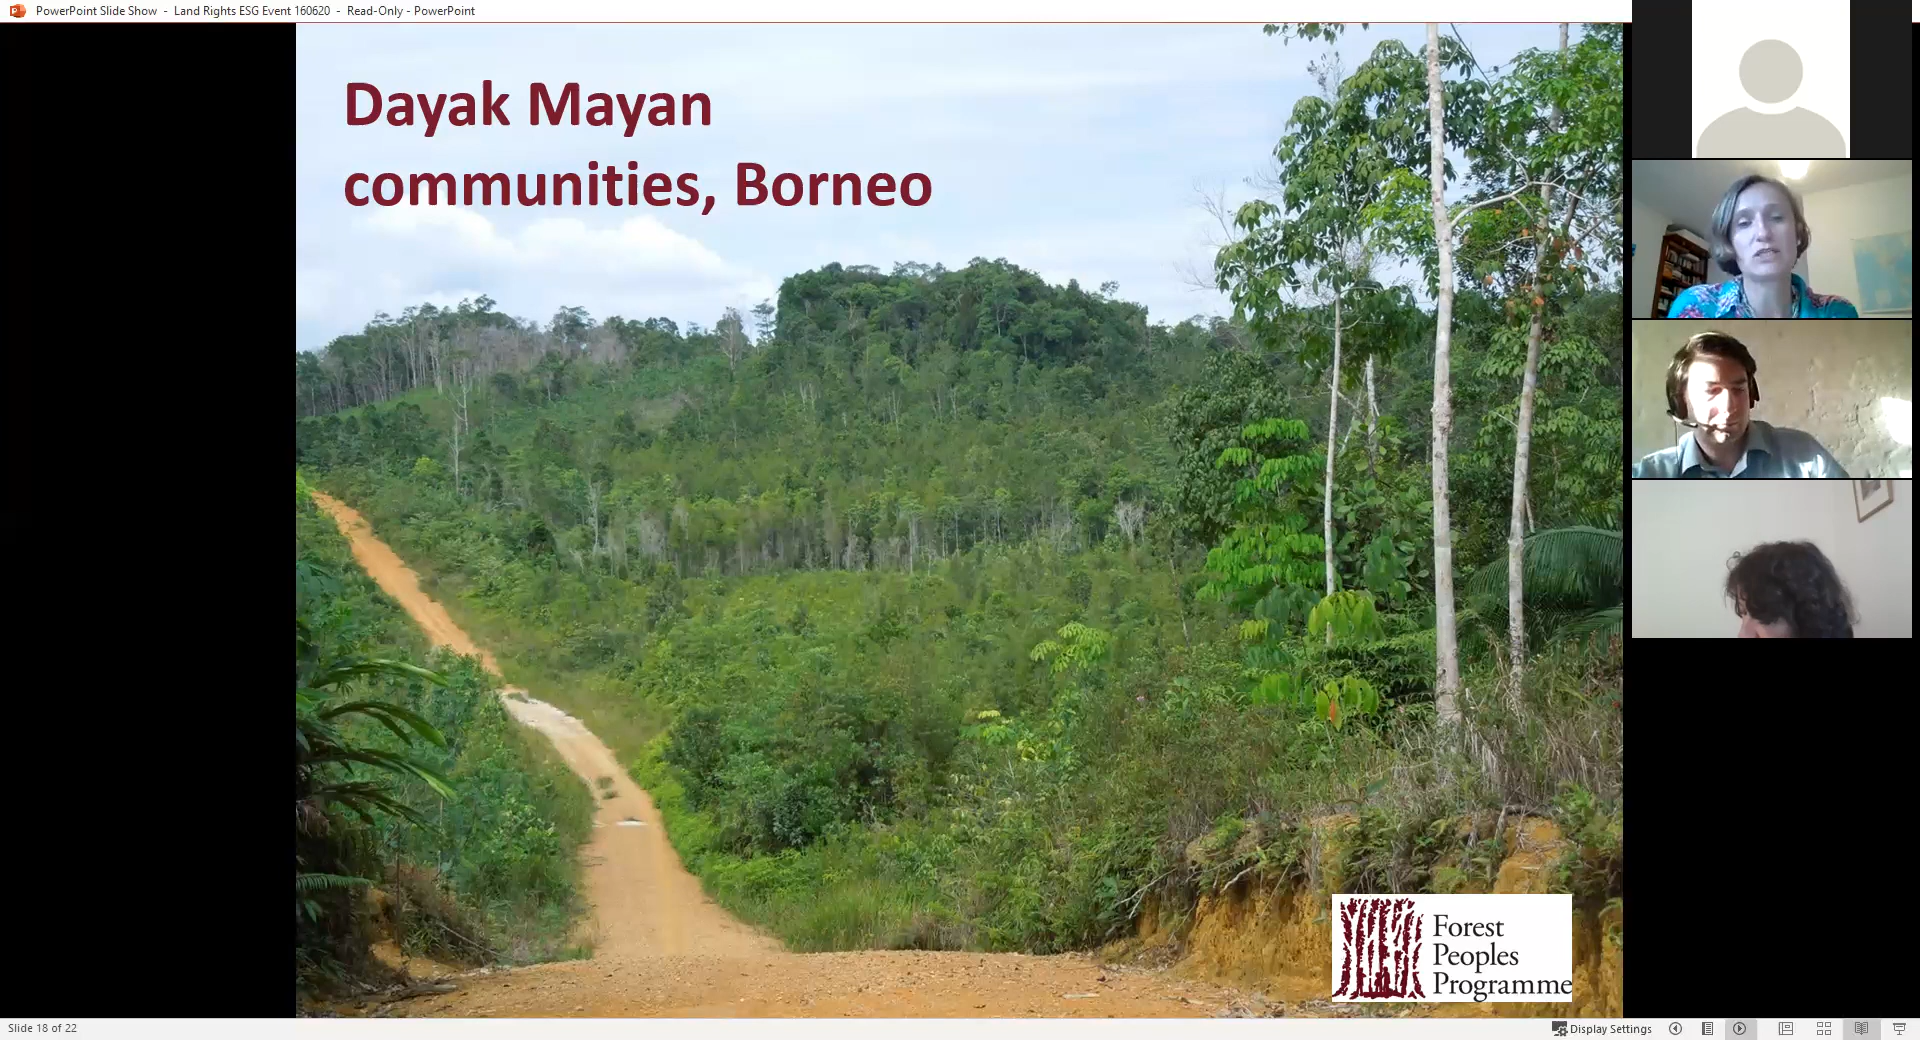 PowerPoint Slide Show - Land Rights ESG Event 160620 - Read-Only - PowerPoint
Dayak Mayan
communities, Borneo
Forest
Peoples
Programme
Slide 18 of 22
Display Settings